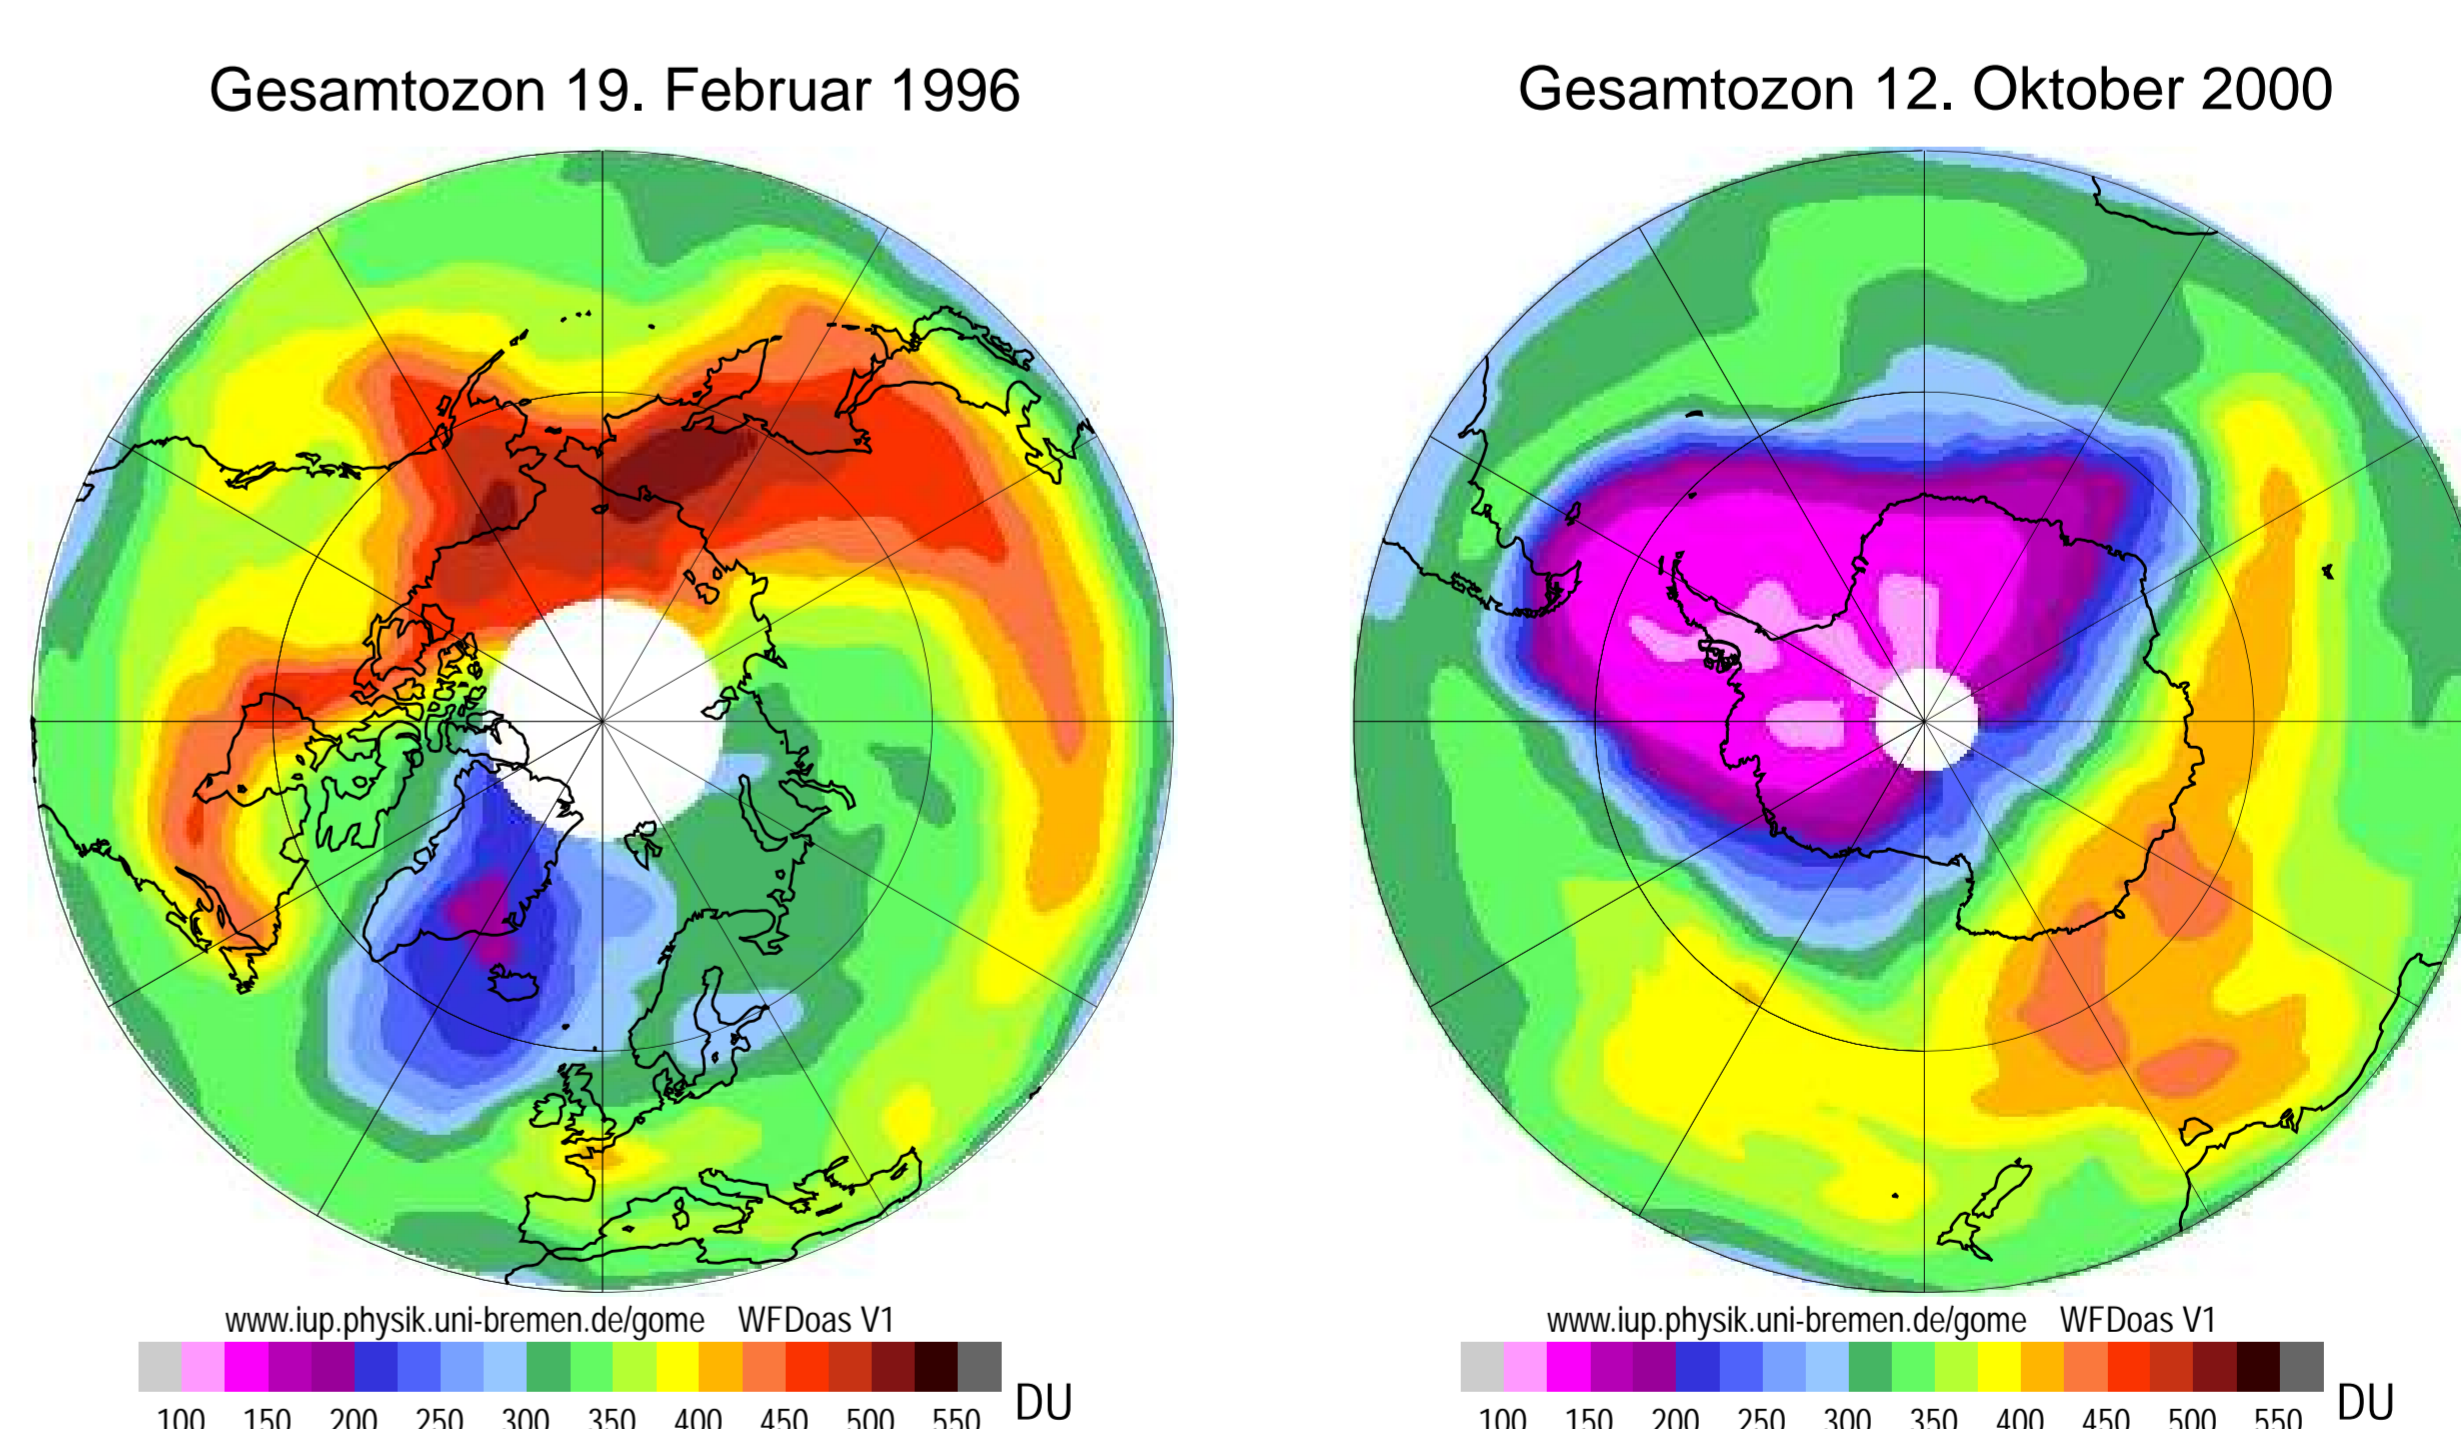 Gesamtozon 19. Februar 1996
www.iup.physik.uni-bremen.de/gome WFDoas V1
100 150 200 250 300 350 400 450 500 550 DU
Gesamtozon 12. Oktober 2000
www.iup.physik.uni-bremen.de/gome WFDoas V1
100 150 200 250 300 350 400 450 500 550 DU